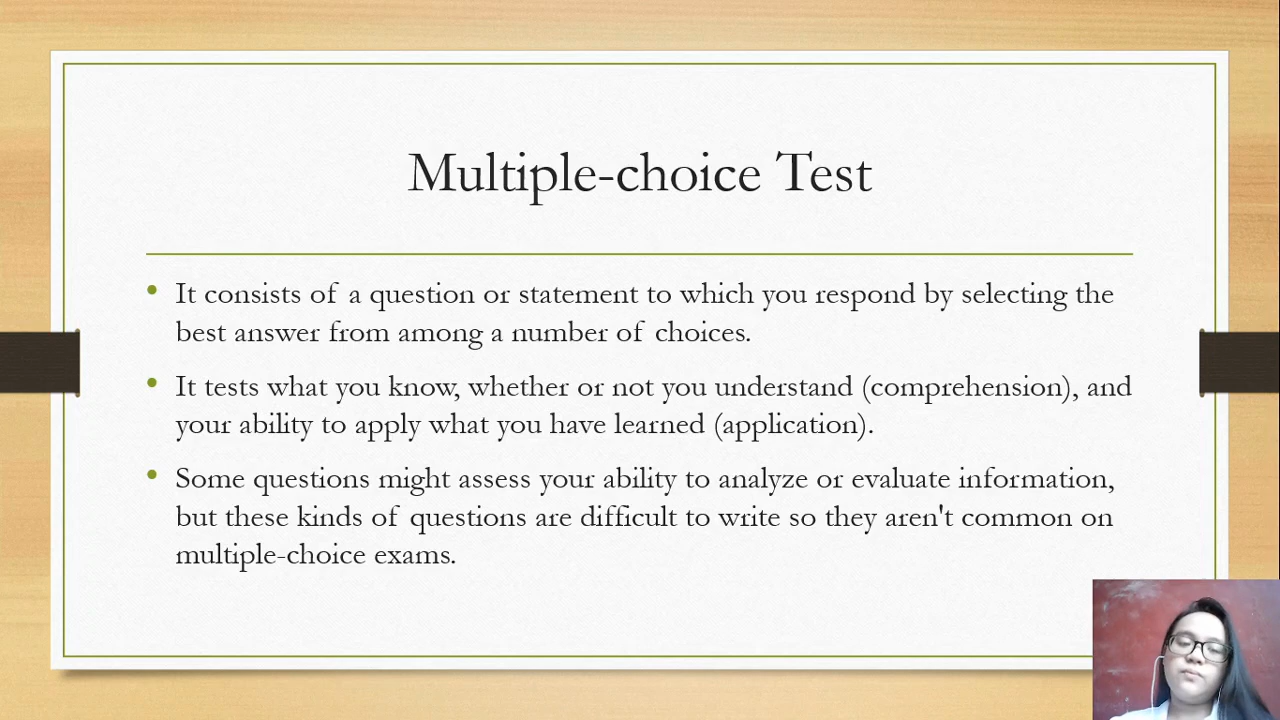 Multiple-choice Test
It consists of a question or statement to which you respond by selecting the
best answer from among a number of choices.
It tests what you know, whether or not you understand (comprehension), and
your ability to apply what you have learned (application).
Some questions might assess your ability to analyze or evaluate information,
but these kinds of questions are difficult to write so they aren't common on
multiple-choice exams.